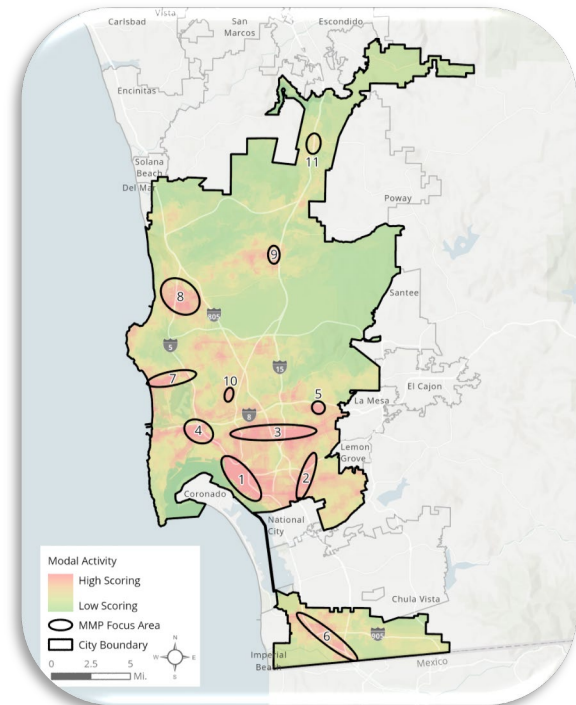 Vista
Carlsbad
San
Marcos
Escondido
Encinitas
Solana
Beach
Del Mar
11
Poway
9
Santee
8
805
5
15
7
10
5
El Cajon
La Mesa
8
4
3
Lemon
Grove
1
2
Coronado
National
City
Chula Vista
6
905
Imperial
Beach
Mexico
Modal Activity
High Scoring
Low Scoring
MMP Focus Area
City Boundary
0 2.5 5
Mi.
N
W E
S